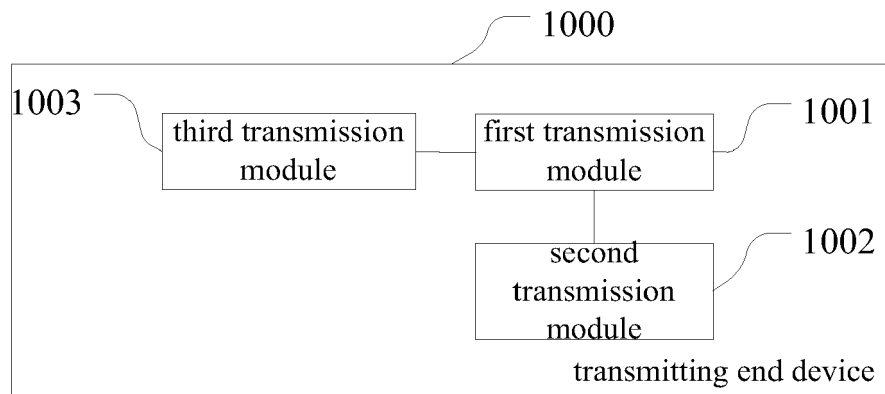 1000
1003
third transmission
module
first transmission
module
1001
second
transmission
module
1002
transmitting end device